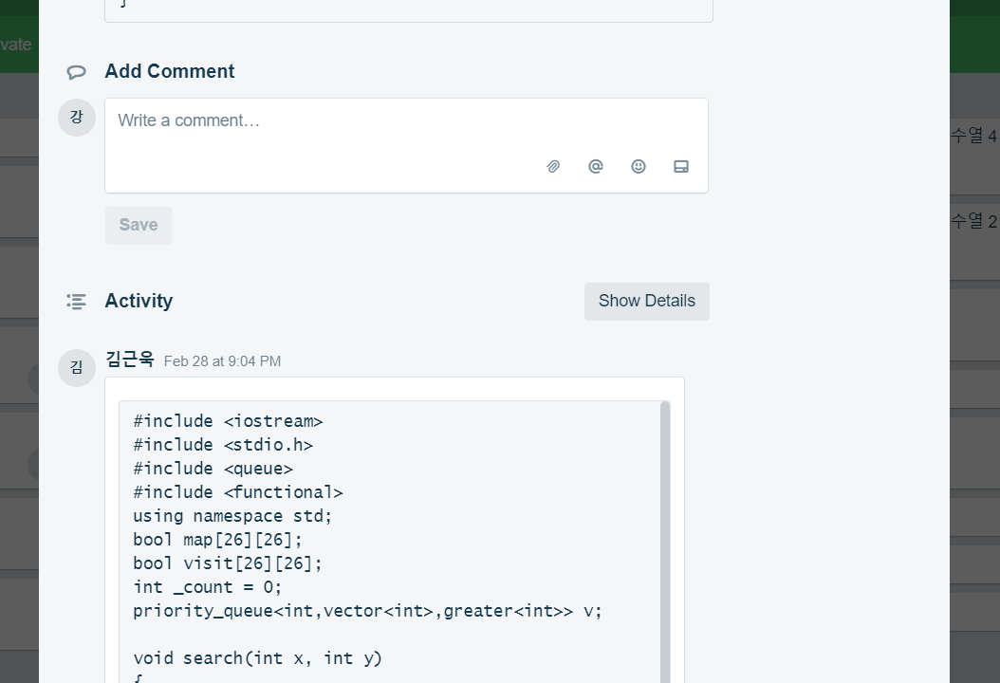 }
vate
Add Comment
강
Write a comment…
Save
수열 4
수열 2
Activity
Show Details
김
김근욱 Feb 28 at 9:04 PM
#include <iostream>
#include <stdio.h>
#include <queue>
#include <functional>
using namespace std;
bool map[26][26];
bool visit[26][26];
int _count = 0;
priority_queue<int,vector<int>,greater<int>> v;
void search(int x, int y)
{